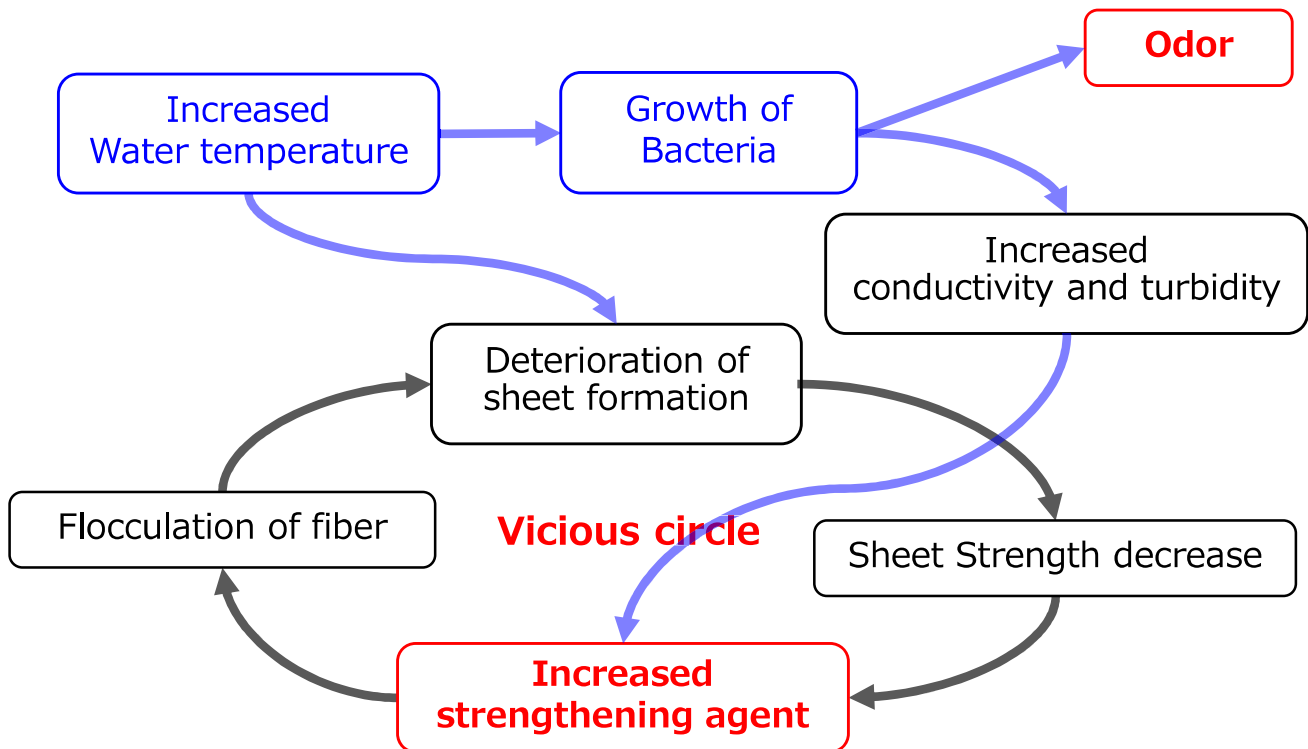 Odor
Increased
Water temperature
Growth of
Bacteria
Increased
conductivity and turbidity
Deterioration of
sheet formation
Flocculation of fiber
Vicious circle
Sheet Strength decrease
Increased
strengthening agent